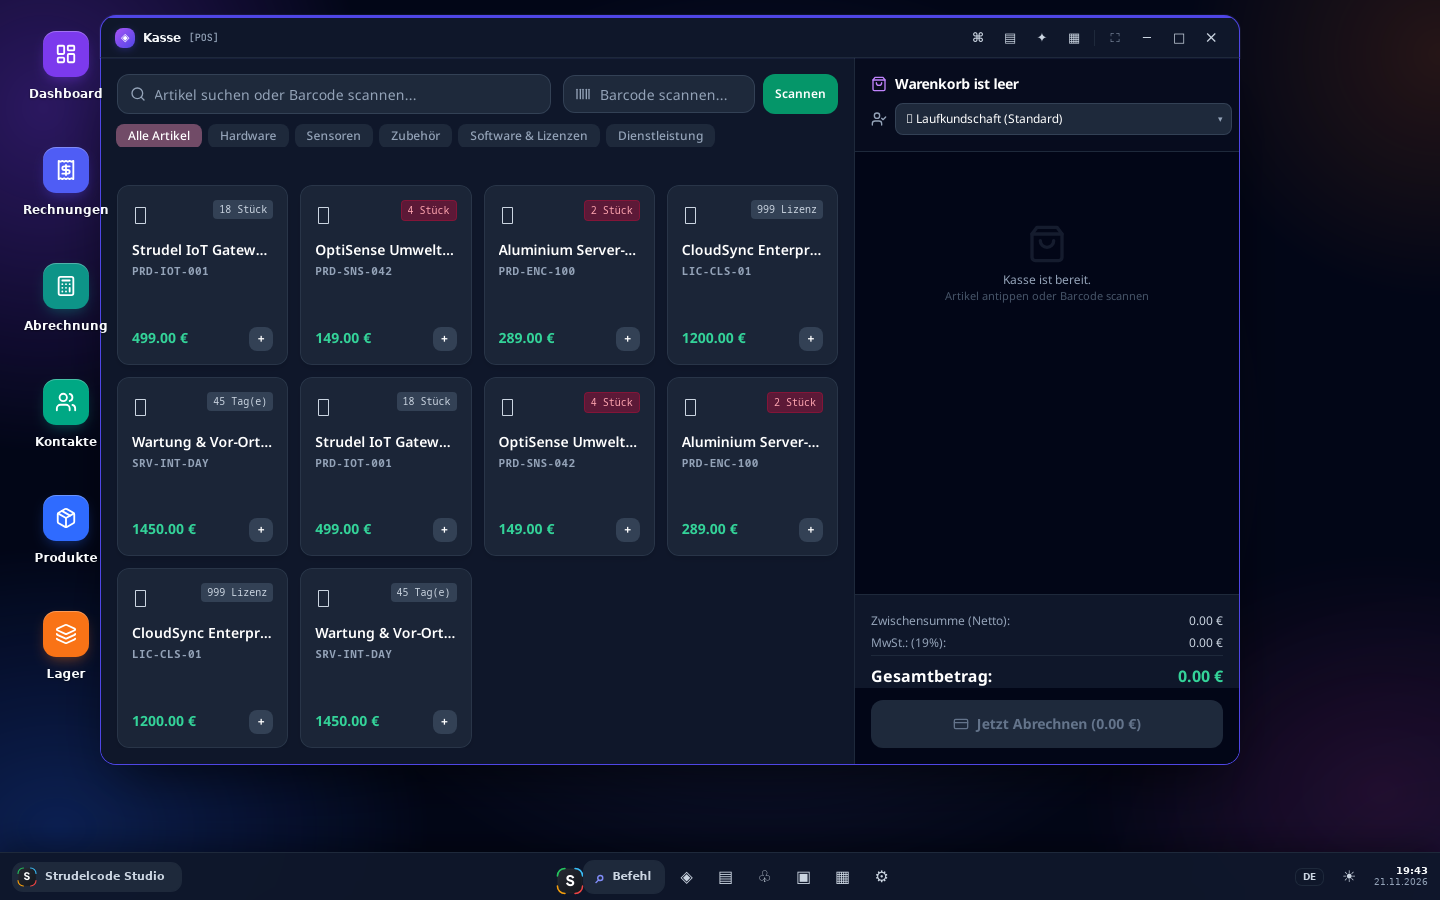 Dashboard
Rechnungen
Abrechnung
Kontakte
Produkte
Lager
Kasse [POS]
Artikel suchen oder Barcode scannen...
Barcode scannen...
Scannen
Alle Artikel
Hardware
Sensoren
Zubehör
Software & Lizenzen
Dienstleistung
18 Stück
Strudel IoT Gatew...
PRD-IOT-001
499.00 €
+
4 Stück
OptiSense Umwelt...
PRD-SNS-042
149.00 €
+
2 Stück
Aluminium Server-...
PRD-ENC-100
289.00 €
+
999 Lizenz
CloudSync Enterpr...
LIC-CLS-01
1200.00 €
+
45 Tag(e)
Wartung & Vor-Ort...
SRV-INT-DAY
1450.00 €
+
18 Stück
Strudel IoT Gatew...
PRD-IOT-001
499.00 €
+
4 Stück
OptiSense Umwelt...
PRD-SNS-042
149.00 €
+
2 Stück
Aluminium Server-...
PRD-ENC-100
289.00 €
+
999 Lizenz
CloudSync Enterpr...
LIC-CLS-01
1200.00 €
+
45 Tag(e)
Wartung & Vor-Ort...
SRV-INT-DAY
1450.00 €
+
Warenkorb ist leer
Laufkundschaft (Standard)
Kasse ist bereit.
Artikel antippen oder Barcode scannen
Zwischensumme (Netto): 0.00 €
MwSt.: (19%): 0.00 €
Gesamtbetrag: 0.00 €
Jetzt Abrechnen (0.00 €)
S Strudelcode Studio
S
Befehl
DE
19:43
21.11.2026